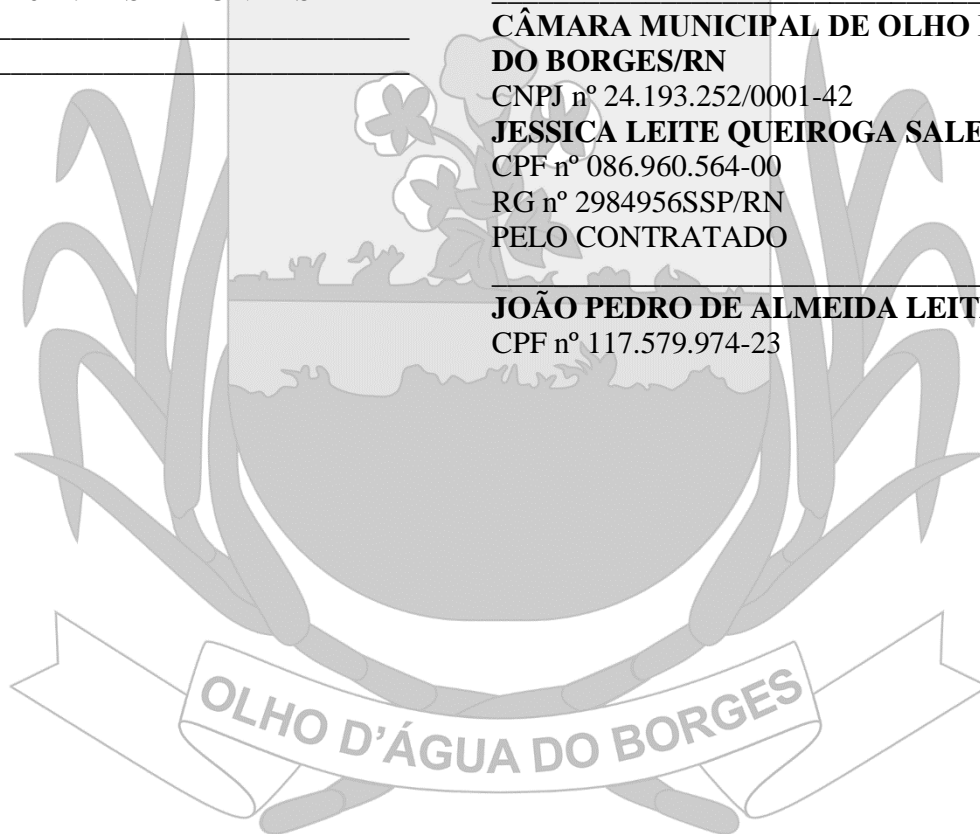 CÂMARA MUNICIPAL DE OLHO
DO BORGES/RN
CNPJ nº 24.193.252/0001-42
JESSICA LEITE QUEIROGA
CPF nº 086.960.564-00
RG nº 2984956SSP/RN
PELO CONTRATADO
JOÃO PEDRO DE ALMEIDA
CPF nº 117.579.974-23
OLHO D'ÁGUA DO BORGES